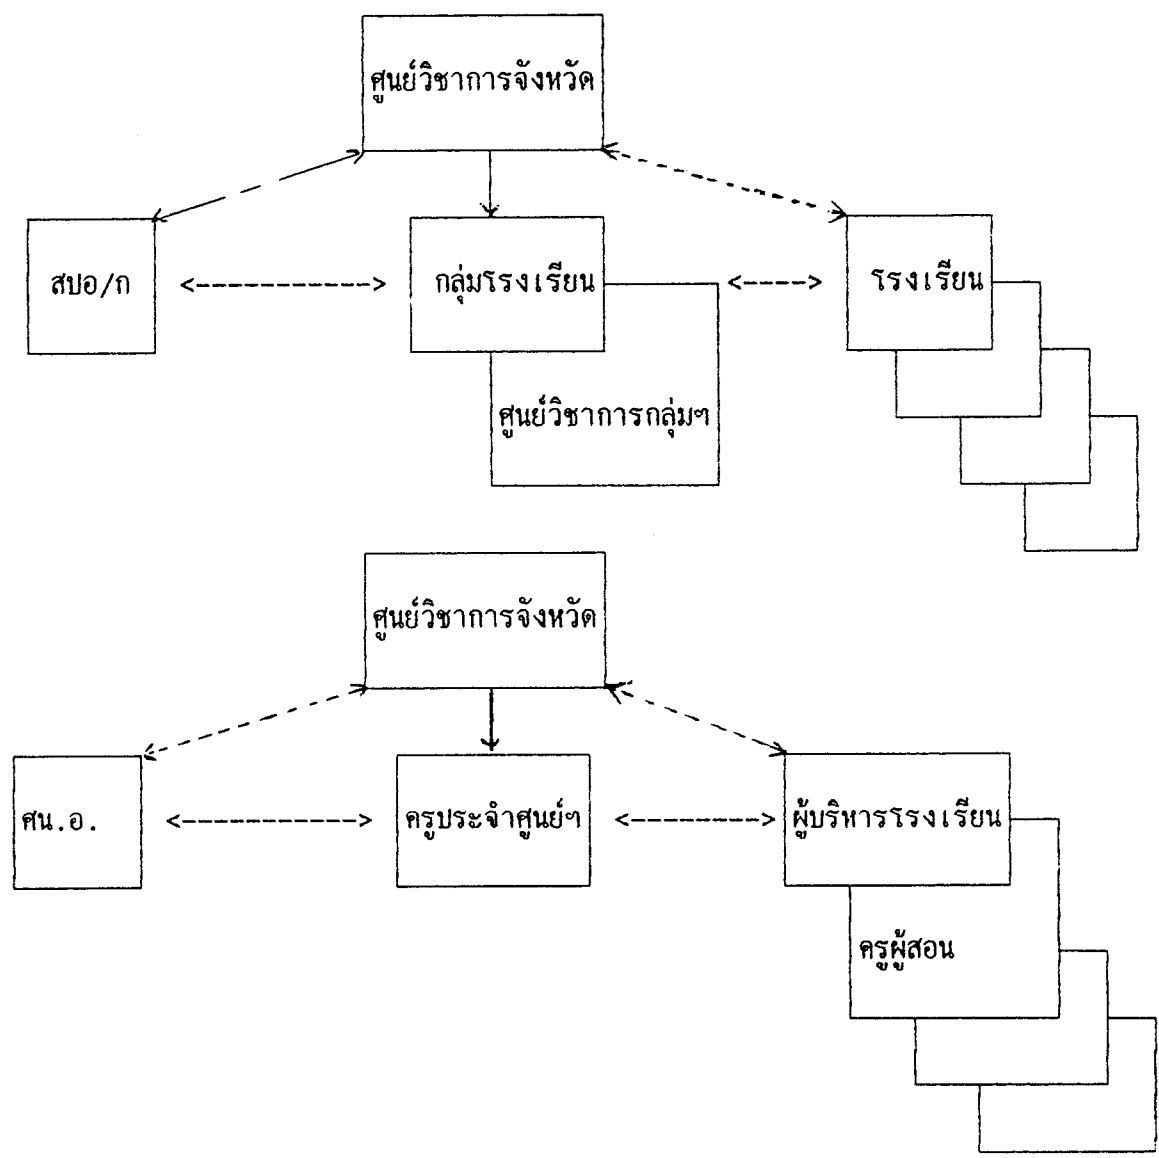 ศูนย์วิชาการจังหวัด
สปอ/ก
กลุ่มโรงเรียน
โรงเรียน
ศูนย์วิชาการกลุ่มฯ
ศูนย์วิชาการจังหวัด
ศน.อ.
ครูประจำศูนย์ฯ
ผู้บริหารโรงเรียน
ครูผู้สอน